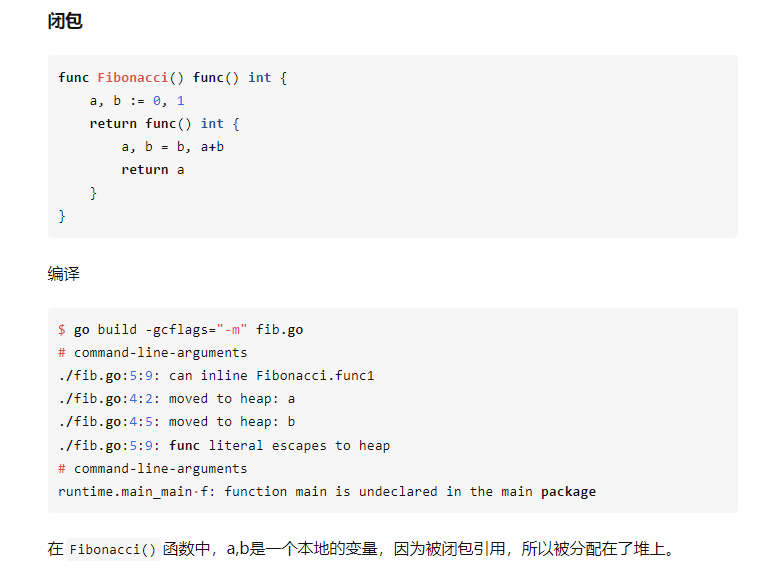 闭包
func Fibonacci() func() int {
    a, b := 0, 1
    return func() int {
        a, b = b, a+b
        return a
    }
}
编译
$ go build -gcflags="-m" fib.go
# command-line-arguments
./fib.go:5:9: can inline Fibonacci.func1
./fib.go:4:2: moved to heap: a
./fib.go:4:5: moved to heap: b
./fib.go:5:9: func literal escapes to heap
# command-line-arguments
runtime.main_main·f: function main is undeclared in the main package
在 Fibonacci() 函数中，a,b是一个本地的变量，因为被闭包引用，所以被分配在了堆上。